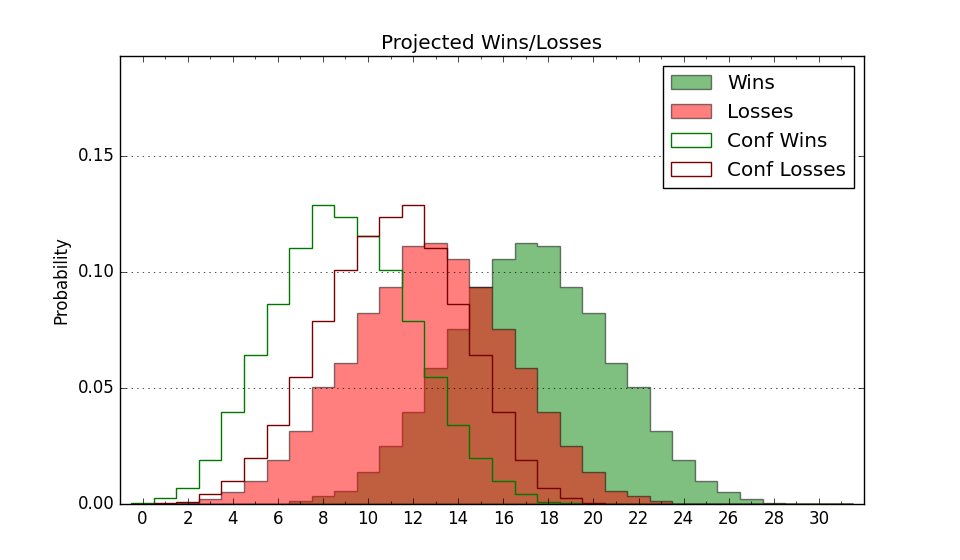 Projected Wins/Losses
Wins
Losses
Conf Wins
Conf Losses
Probability
0.15
0.10
0.05
0.00
0 2 4 6 8 10 12 14 16 18 20 22 24 26 28 30